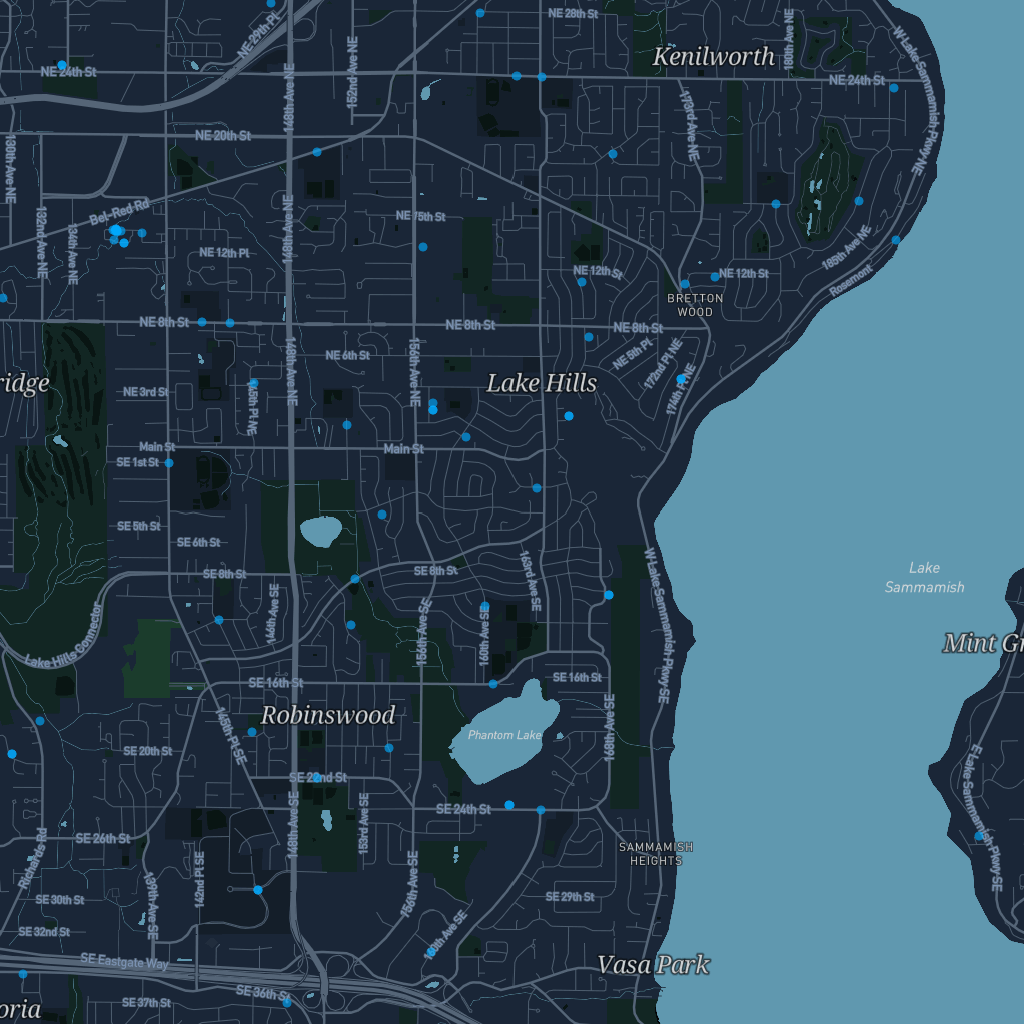 NE 28th St
180th Ave NE
W Lake Sammamish Pkwy NE
NE 29th Pl
Kenilworth
NE 24th St
NE 24th St
152nd Ave NE
148th Ave NE
173rd Ave NE
NE 20th St
130th Ave NE
Bel-Red Rd
NE 15th St
132nd Ave NE
134th Ave NE
148th Ave NE
NE 12th Pl
185th Ave NE
NE 12th St
NE 12th St
Rosemont
BRETTON
WOOD
NE 8th St
NE 8th St
NE 8th St
NE 6th St
148th Ave NE
156th Ave NE
NE 5th Pl
172nd Pl NE
174th Pl NE
ridge
Lake Hills
NE 3rd St
145th Pl NE
Main St
Main St
SE 1st St
SE 5th St
SE 6th St
SE 8th St
SE 8th St
163rd Ave SE
W Lake Sammamish Pkwy SE
Lake
Sammamish
146th Ave SE
156th Ave SE
160th Ave SE
Lake Hills Connector
Mint Gr
SE 16th St
SE 16th St
Robinswood
145th Pl SE
Phantom Lake
168th Ave SE
SE 20th St
SE 22nd St
E Lake Sammamish Pkwy SE
148th Ave SE
153rd Ave SE
SE 24th St
SE 26th St
Richards Rd
SAMMAMISH
HEIGHTS
142nd Pl SE
139th Ave SE
156th Ave SE
SE 30th St
SE 29th St
SE 32nd St
160th Ave SE
SE Eastgate Way
Vasa Park
SE 36th St
SE 37th St
oria